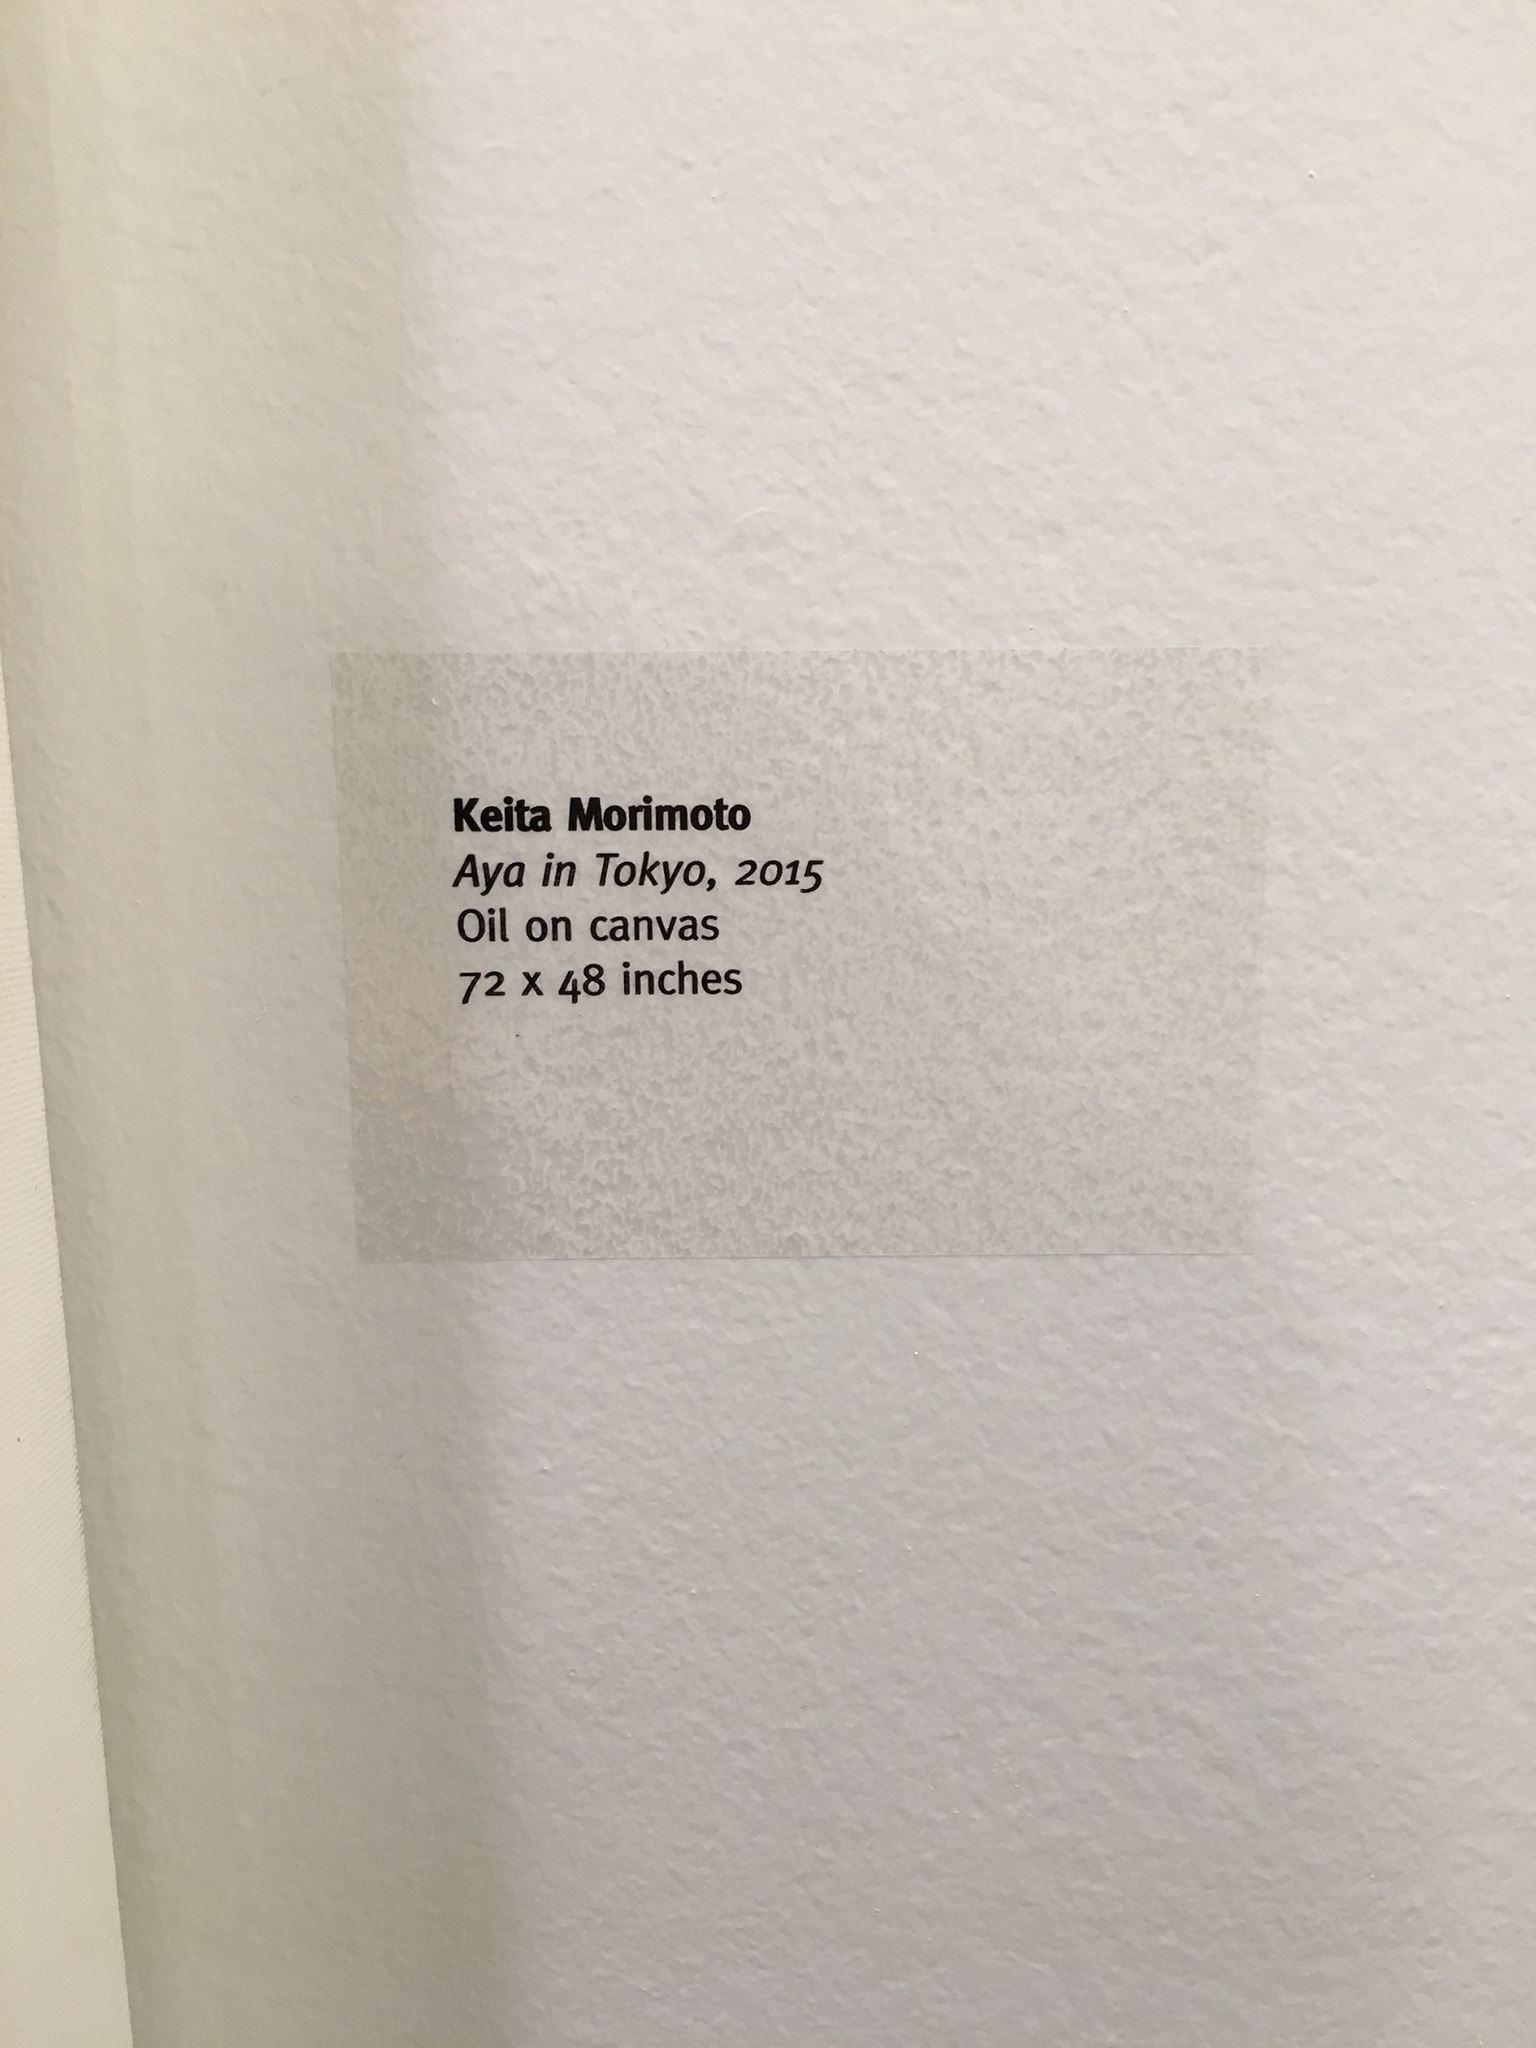 Keita Morimoto
Aya in Tokyo, 2015
Oil on canvas
72 x 48 inches